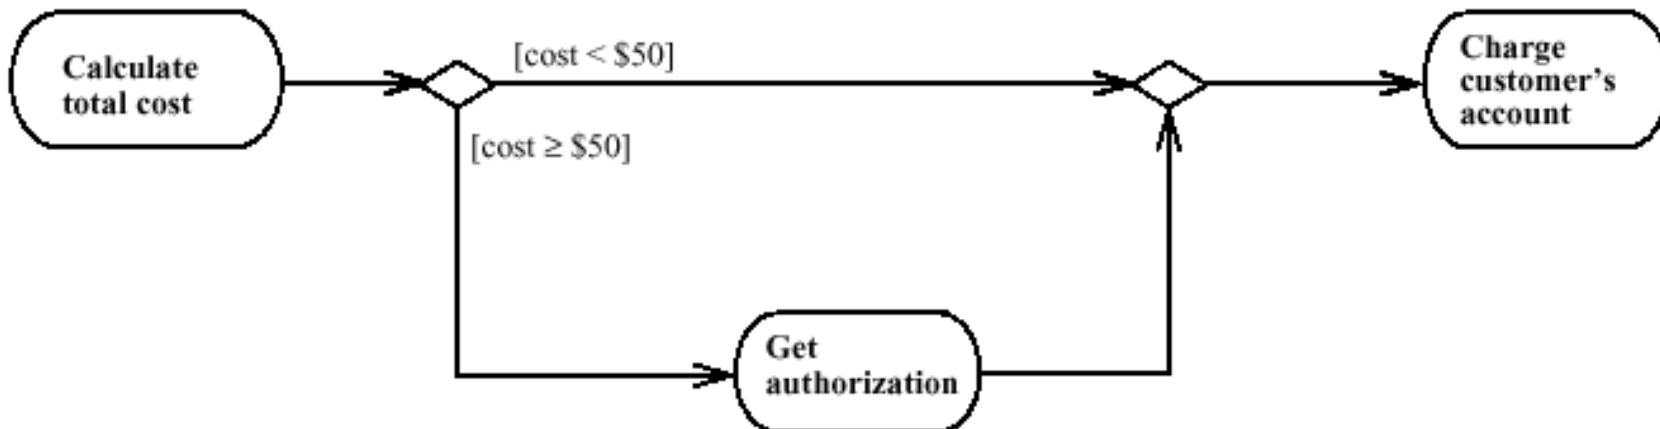 Calculate
total cost
[cost < $50]
[cost ≥ $50]
Get
authorization
Charge
customer’s
account